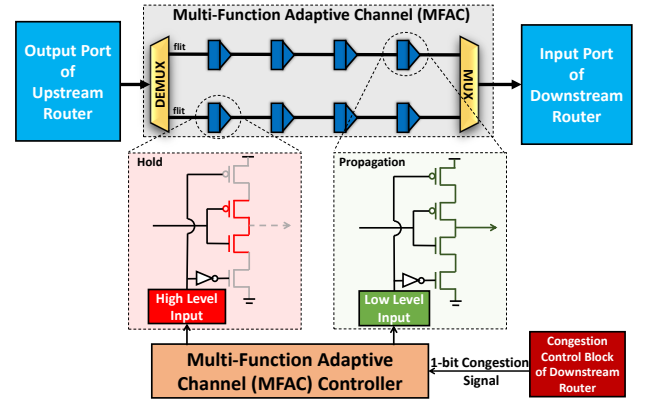 Multi-Function Adaptive Channel (MFAC)
Output Port
of
Upstream
Router
DEMUX
flit
flit
MUX
Input Port
of
Downstream
Router
Hold
High Level
Input
Propagation
Low Level
Input
Multi-Function Adaptive
Channel (MFAC) Controller
1-bit Congestion
Signal
Congestion
Control Block
of Downstream
Router